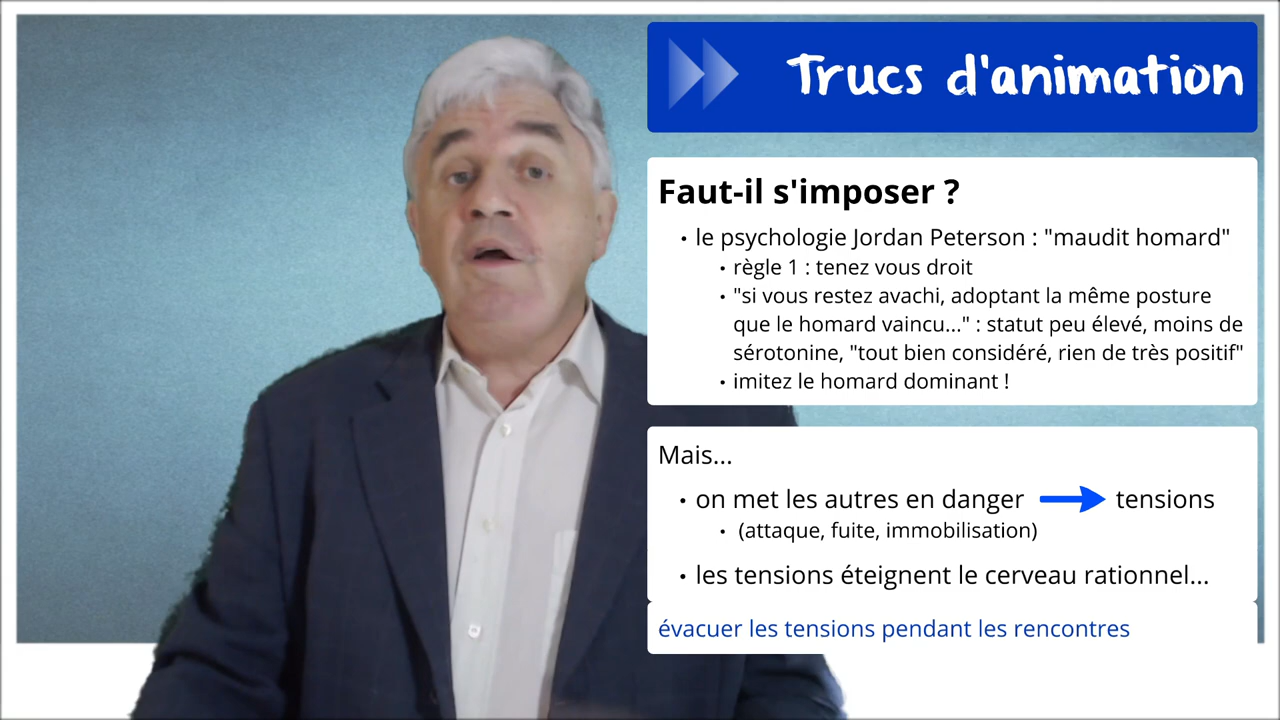 Trucs d'animation
Faut-il s'imposer ?
• le psychologie Jordan Peterson : "maudit homard"
• règle 1 : tenez vous droit
• "si vous restez avachi, adoptant la même posture
que le homard vaincu..." : statut peu élevé, moins de
sérotonine, "tout bien considéré, rien de très positif"
• imitez le homard dominant !
Mais...
• on met les autres en danger tensions
• (attaque, fuite, immobilisation)
• les tensions éteignent le cerveau rationnel...
évacuer les tensions pendant les rencontres